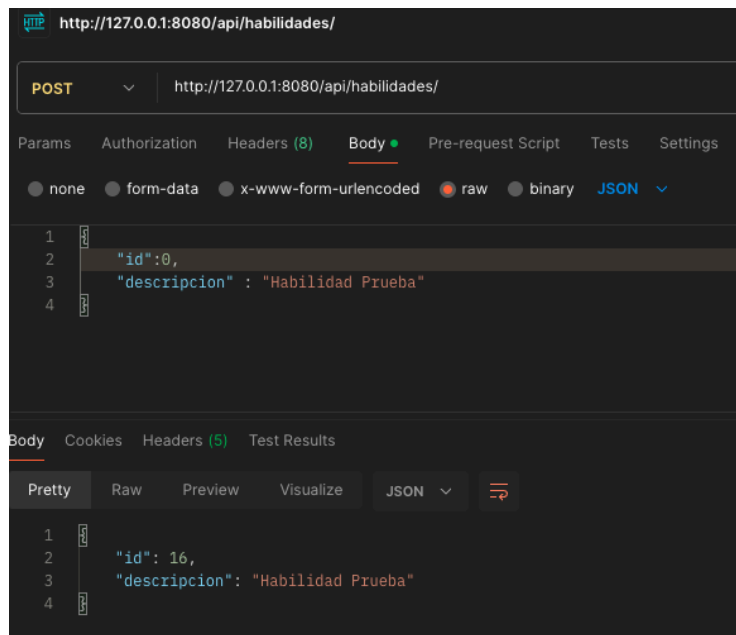 HTTP http://127.0.0.1:8080/api/habilidades/
POST http://127.0.0.1:8080/api/habilidades/
Params Authorization Headers (8) Body Pre-request Script Tests Settings
none form-data x-www-form-urlencoded raw binary JSON
1 {
2 "id":0,
3 "descripcion" : "Habilidad Prueba"
4 }
Body Cookies Headers (5) Test Results
Pretty Raw Preview Visualize JSON
1 {
2 "id": 16,
3 "descripcion": "Habilidad Prueba"
4 }